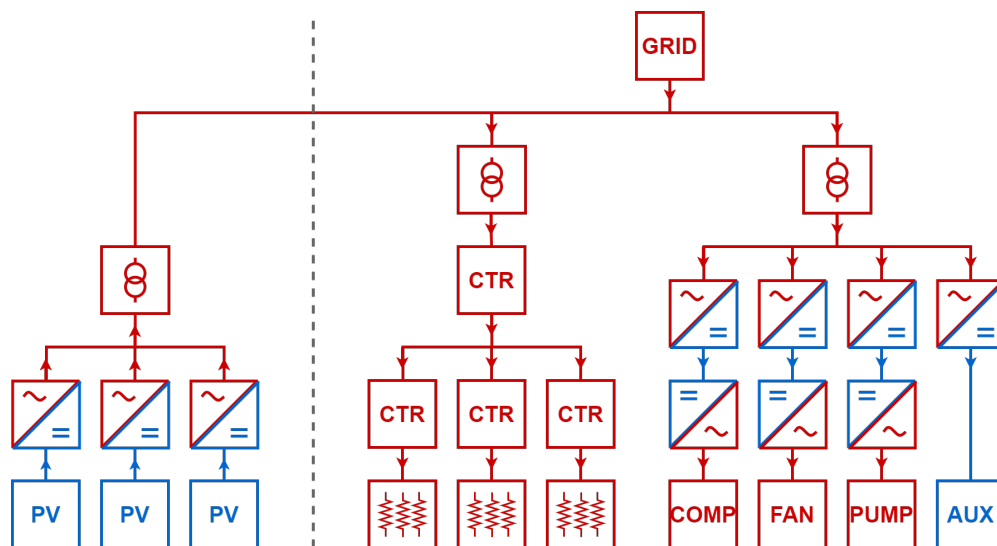 GRID
CTR
CTR CTR CTR
PV PV PV COMP FAN PUMP AUX